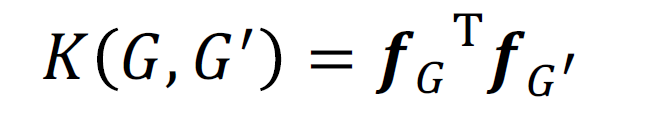 K(G, G′) = f_G^T f_G′